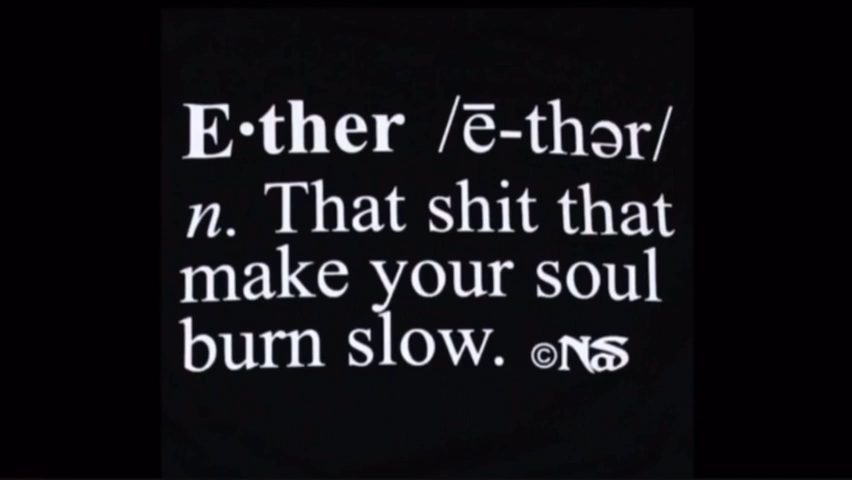 E·ther /ē-thər/
n. That shit that
make your soul
burn slow. ©Nas